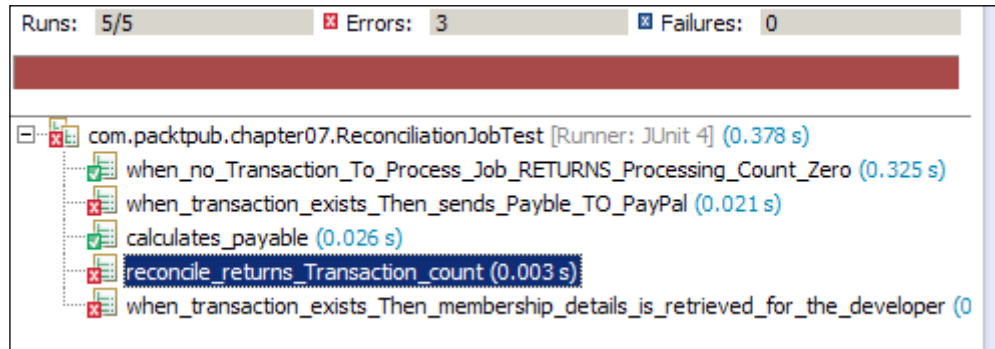 Runs: 5/5 Errors: 3 Failures: 0
com.packtpub.chapter07.ReconciliationJobTest [Runner: JUnit 4] (0.378 s)
when_no_Transaction_To_Process_Job_RETURNS_Processing_Count_Zero (0.325 s)
when_transaction_exists_Then_sends_Payble_TO_PayPal (0.021 s)
calculates_payable (0.026 s)
reconcile_returns_Transaction_count (0.003 s)
when_transaction_exists_Then_membership_details_is_retrieved_for_the_developer (0